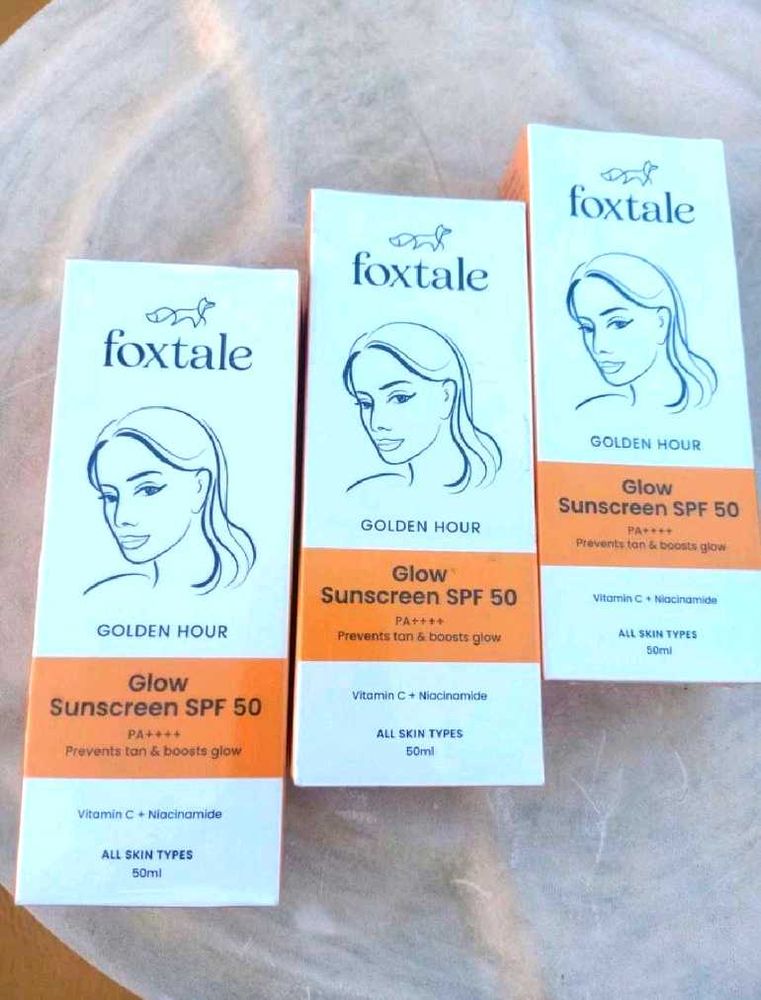 foxtale
GOLDEN HOUR
Glow
Sunscreen SPF 50
PA++++
Prevents tan & boosts glow
Vitamin C + Niacinamide
ALL SKIN TYPES
50ml
foxtale
GOLDEN HOUR
Glow
Sunscreen SPF 50
PA++++
Prevents tan & boosts glow
Vitamin C + Niacinamide
ALL SKIN TYPES
50ml
foxtale
GOLDEN HOUR
Glow
Sunscreen SPF 50
PA++++
Prevents tan & boosts glow
Vitamin C + Niacinamide
ALL SKIN TYPES
50ml